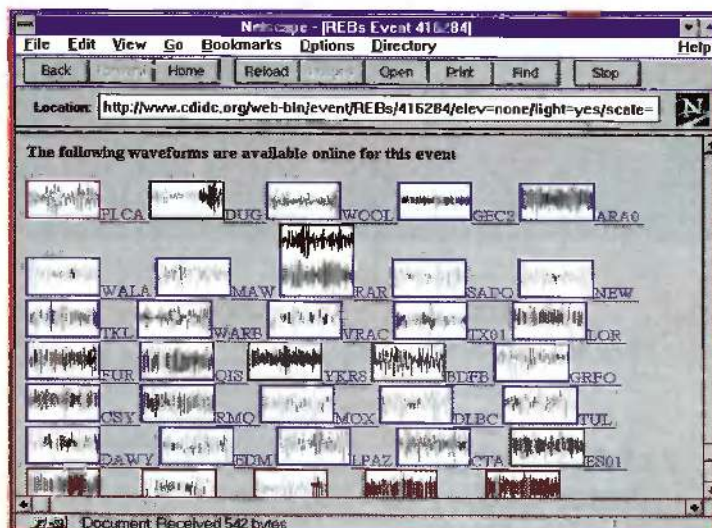 Netscape - [REBs Event 416284]
File Edit View Go Bookmarks Options Directory Help
Back Forward Home Reload Open Print Find Stop
Location: http://www.cdidc.org/web-bin/event/REBs/416284/elev=none/light=yes/scale=
N
The following waveforms are available online for this event
PLCA DUG WOOL GEC2 ARA0
WALA MAW RAR SADO NEW
TKL WARB VRAC TX01 LOR
FUR QIS YKR8 BDFB GRFO
CSY RMQ MOX DLBC TUL
DAWY EDM LPAZ CTA ES01
Document Received 542 bytes